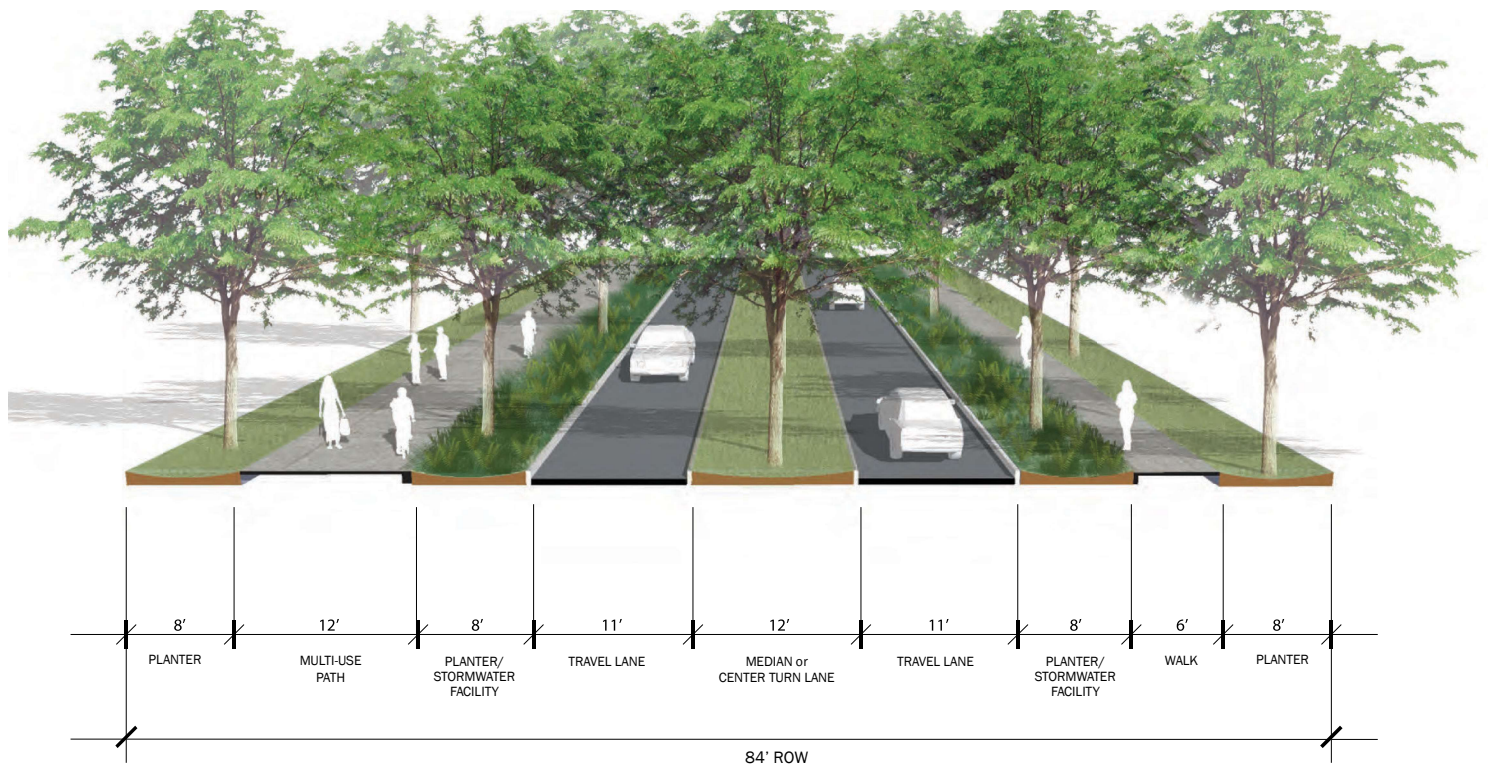 8’
12’
8’
11’
12’
11’
8’
6’
8’
PLANTER
MULTI-USE
PATH
PLANTER/
STORMWATER
FACILITY
TRAVEL LANE
MEDIAN or
CENTER TURN LANE
TRAVEL LANE
PLANTER/
STORMWATER
FACILITY
WALK
PLANTER
84’ ROW